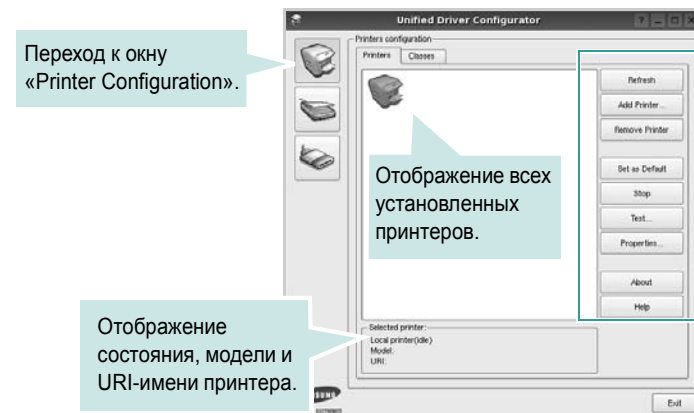 Unified Driver Configurator
Переход к окну
«Printer Configuration».
Printers configuration
Printers
Classes
Refresh
Add Printer...
Remove Printer
Отображение всех
установленных
принтеров.
Set as Default
Stop
Test...
Properties...
About
Help
Отображение
состояния, модели и
URI-имени принтера.
Selected printer:
Local printer(idle)
Model:
URI:
Exit